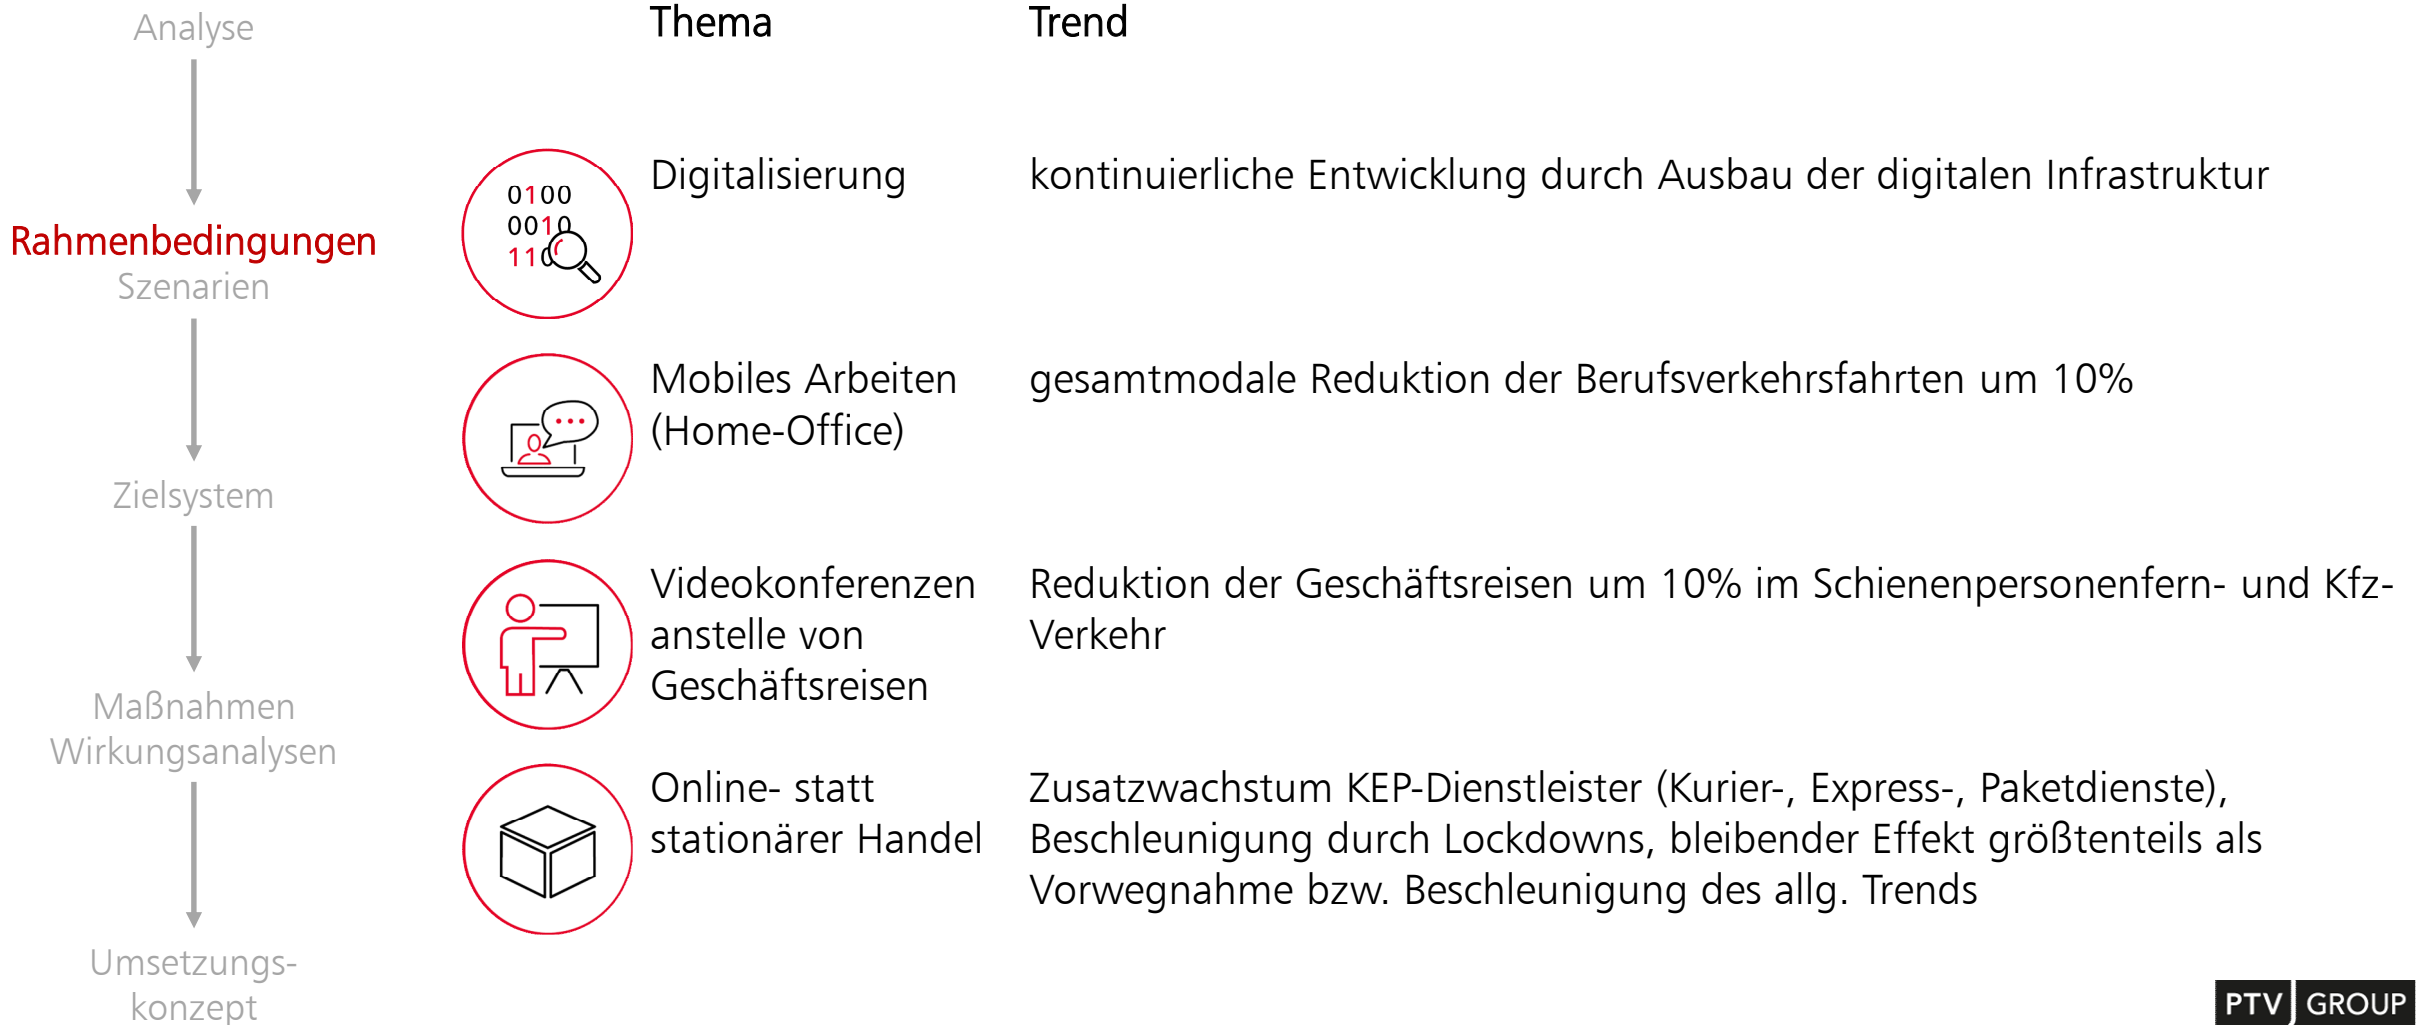 Analyse
Rahmenbedingungen
Szenarien
Zielsystem
Maßnahmen
Wirkungsanalysen
Umsetzungs-
konzept
Thema
Trend
0100
0010
110
Digitalisierung
kontinuierliche Entwicklung durch Ausbau der digitalen Infrastruktur
Mobiles Arbeiten
(Home-Office)
gesamtmodale Reduktion der Berufsverkehrsfahrten um 10%
Videokonferenzen
anstelle von
Geschäftsreisen
Reduktion der Geschäftsreisen um 10% im Schienenpersonenfern- und Kfz-
Verkehr
Online- statt
stationärer Handel
Zusatzwachstum KEP-Dienstleister (Kurier-, Express-, Paketdienste),
Beschleunigung durch Lockdowns, bleibender Effekt größtenteils als
Vorwegnahme bzw. Beschleunigung des allg. Trends
PTV GROUP